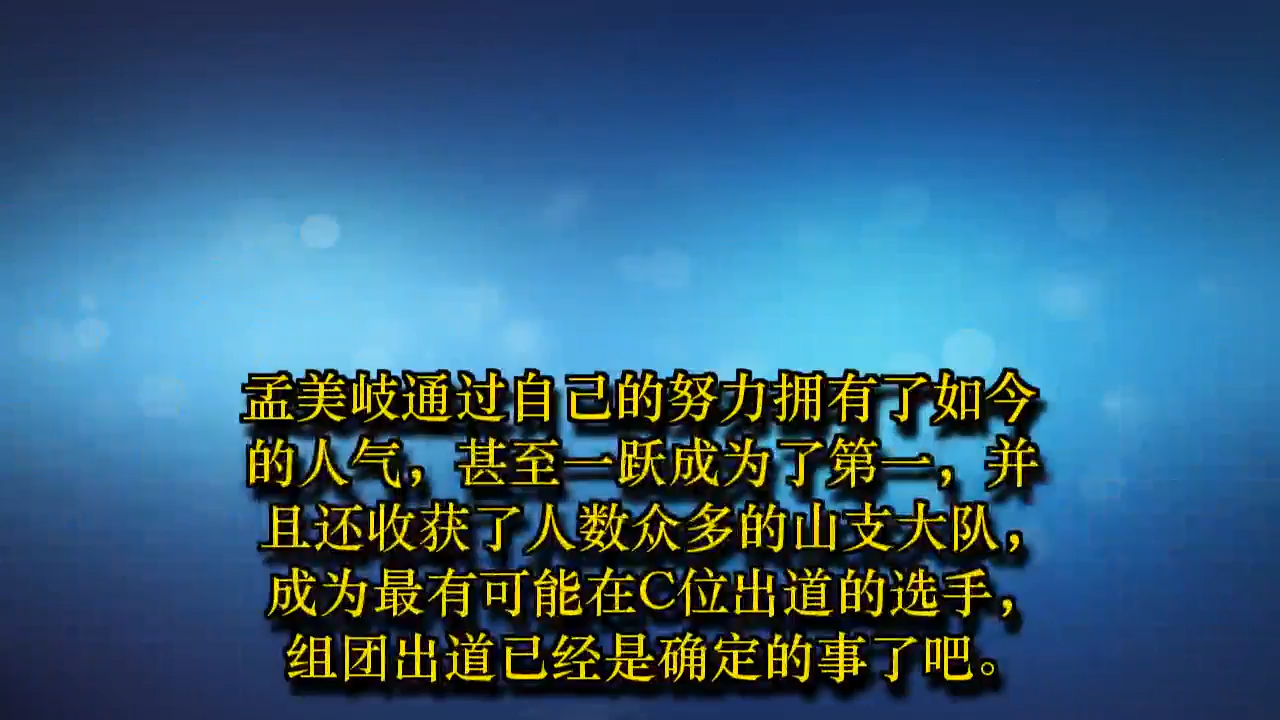 孟美岐通过自己的努力拥有了如今
的人气，甚至一跃成为了第一，并
且还收获了人数众多的山支大队，
成为最有可能在C位出道的选手，
组团出道已经是确定的事了吧。